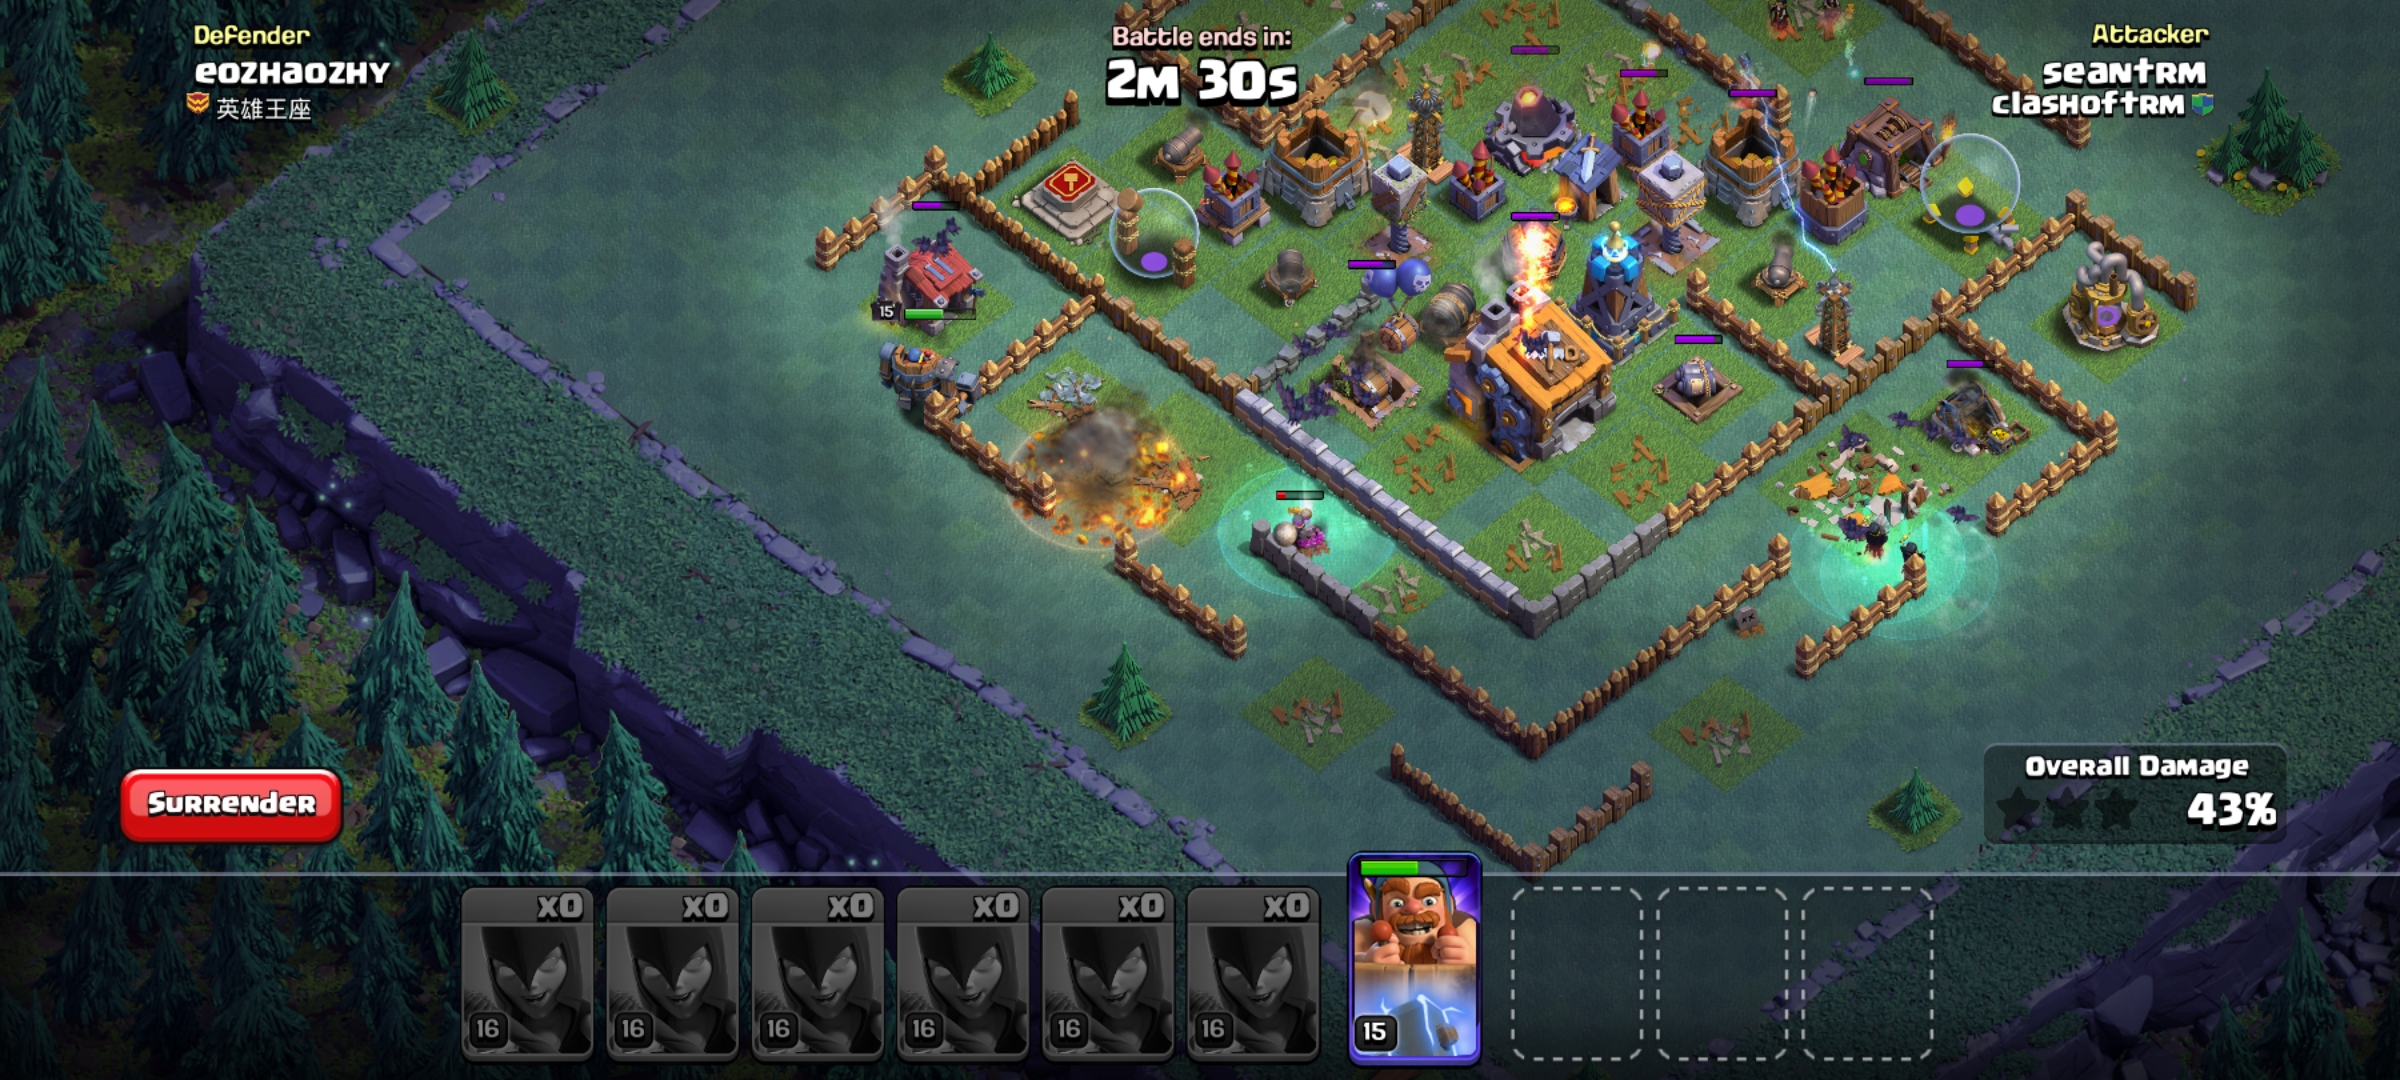 Defender
eozhaozhy
英雄王座
Battle ends in:
2M 30s
Attacker
seantrm
clashoftrm
15
Surrender
Overall Damage
43%
x0
x0
x0
x0
x0
x0
16
16
16
16
16
16
15